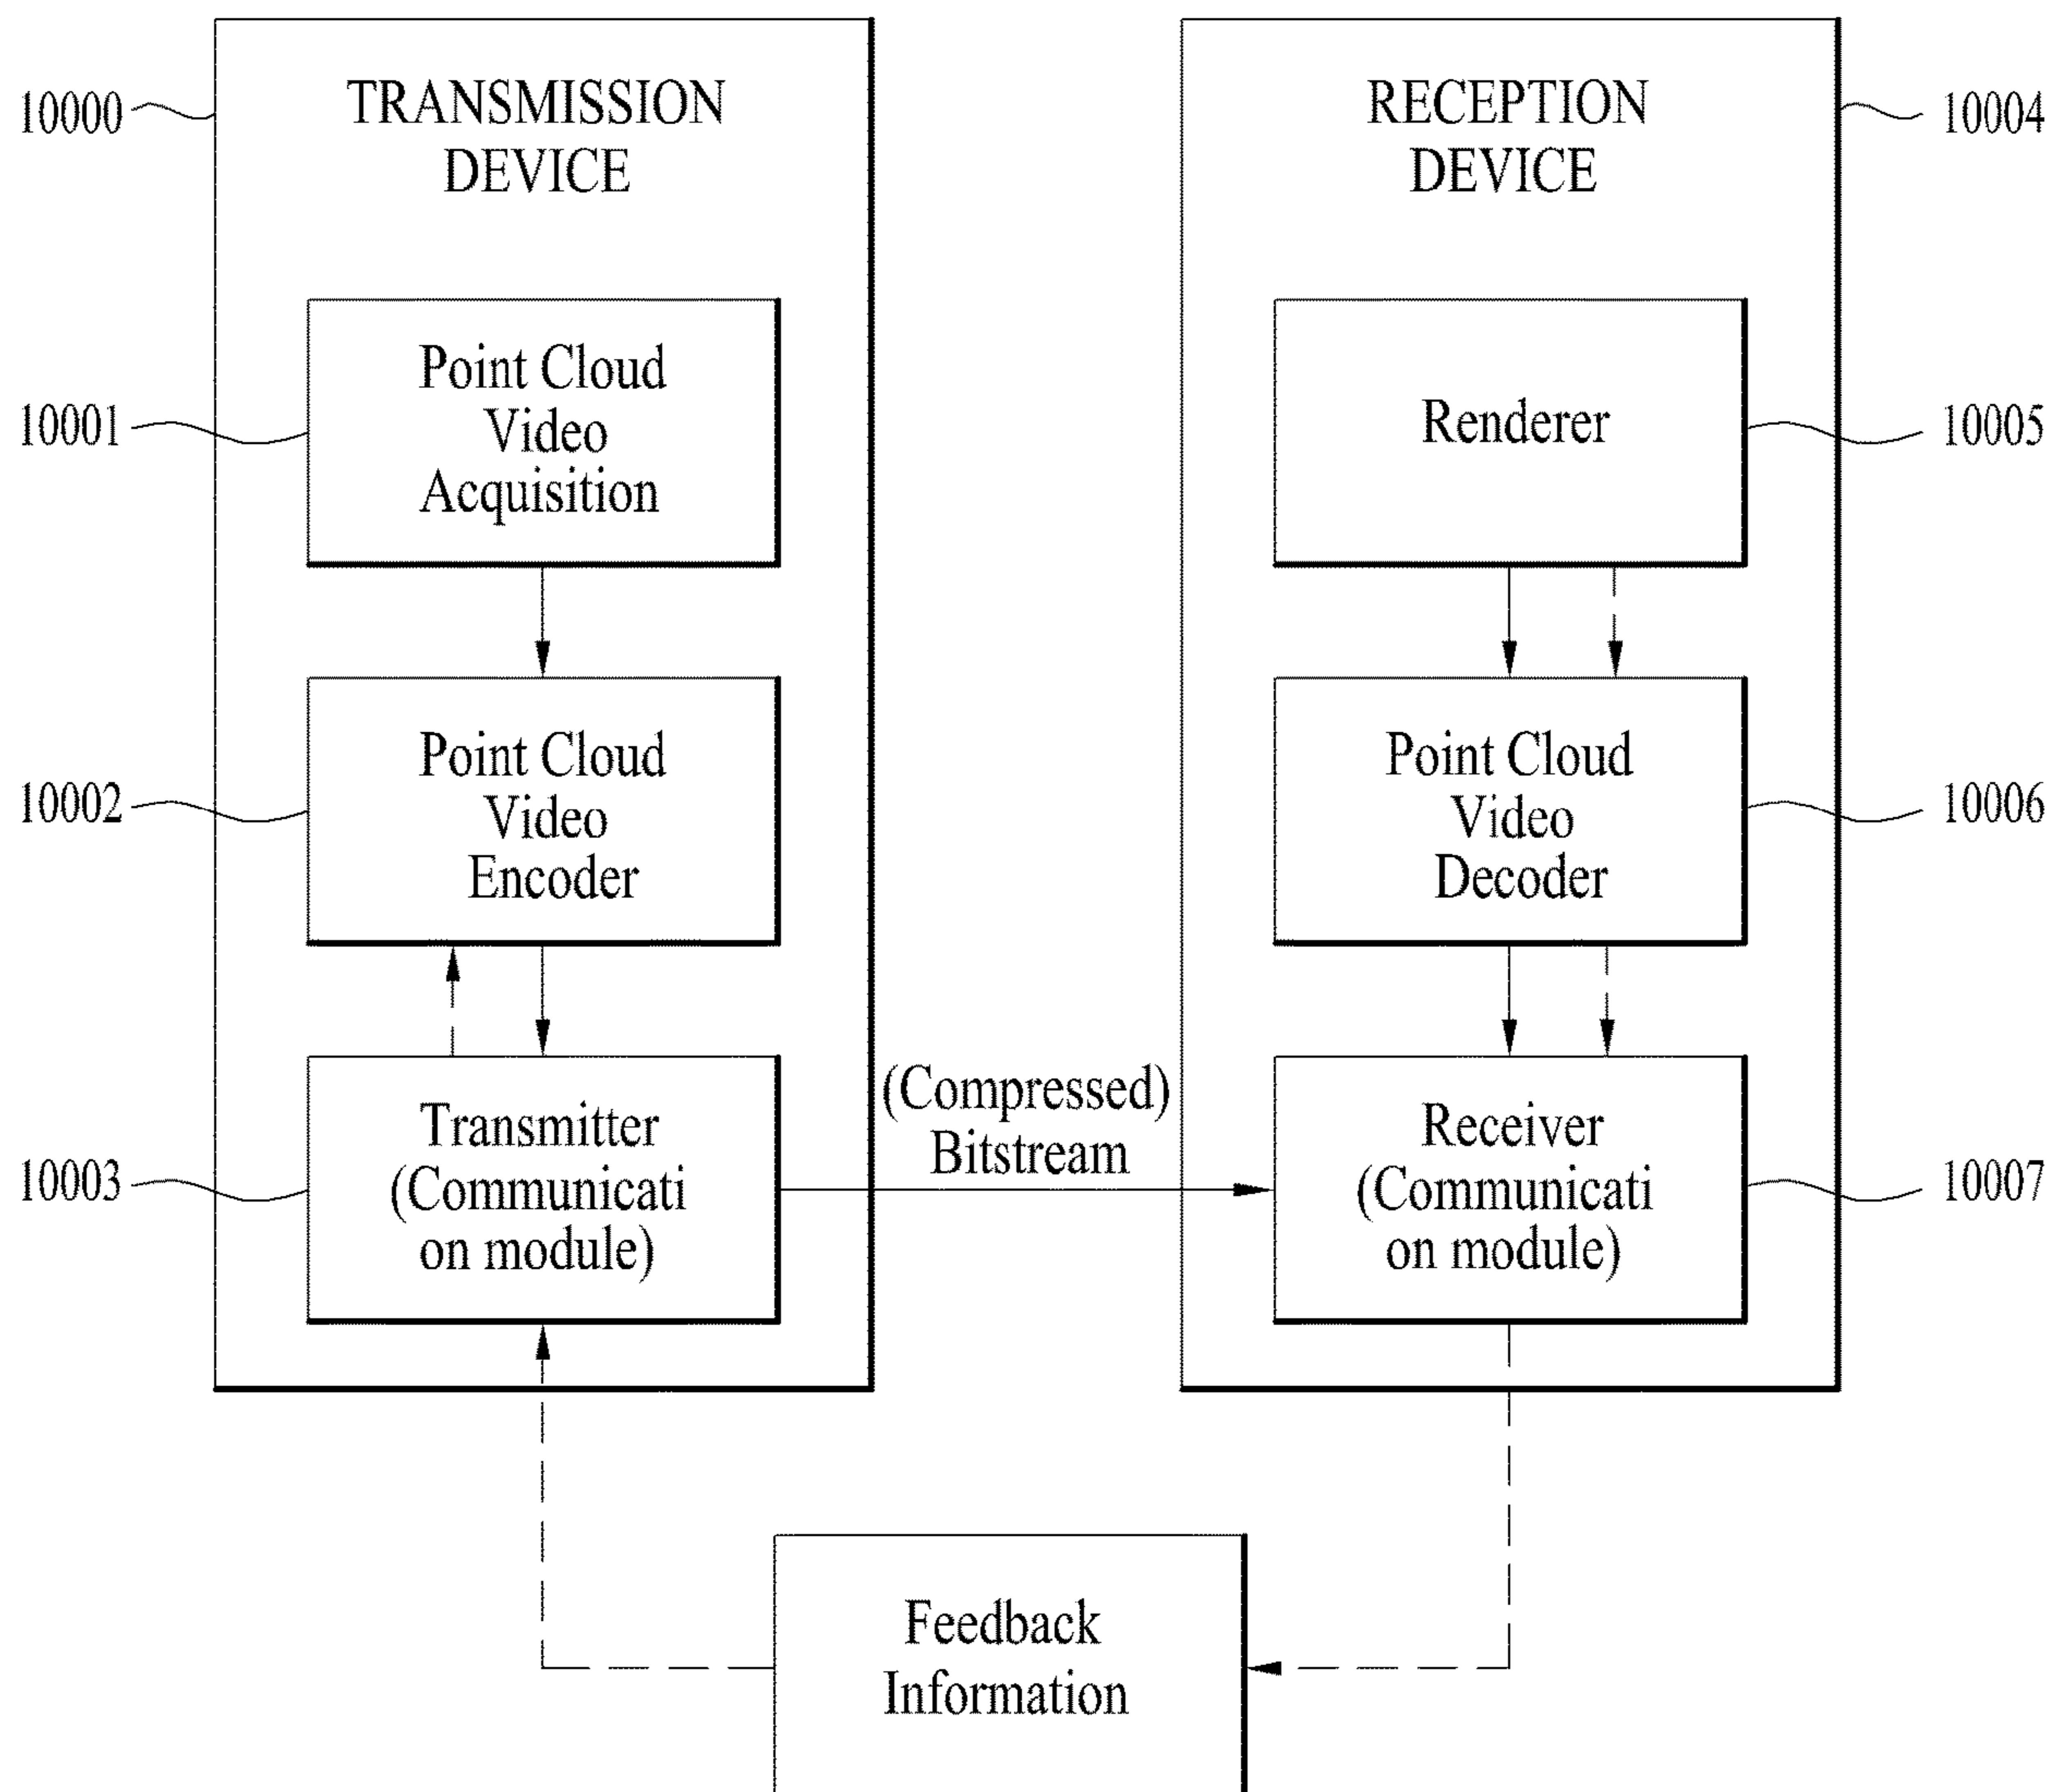 TRANSMISSION
DEVICE
10000
Point Cloud
Video
Acquisition
10001
Point Cloud
Video
Encoder
10002
Transmitter
(Communicati
on module)
10003
(Compressed)
Bitstream
RECEPTION
DEVICE
10004
Renderer
10005
Point Cloud
Video
Decoder
10006
Receiver
(Communicati
on module)
10007
Feedback
Information